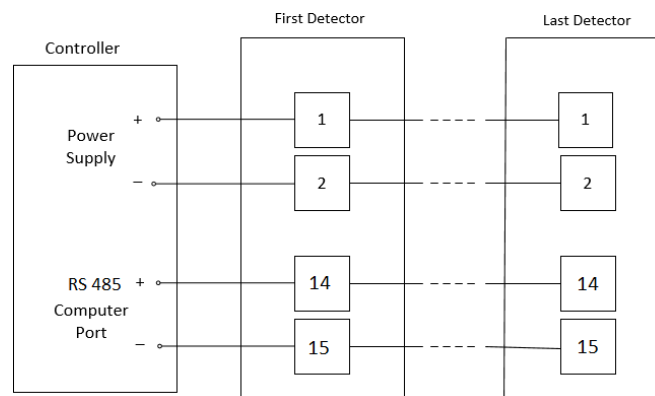 First Detector
Last Detector
Controller
+
1
1
Power
Supply
−
2
2
RS 485 +
14
14
Computer
Port
−
15
15